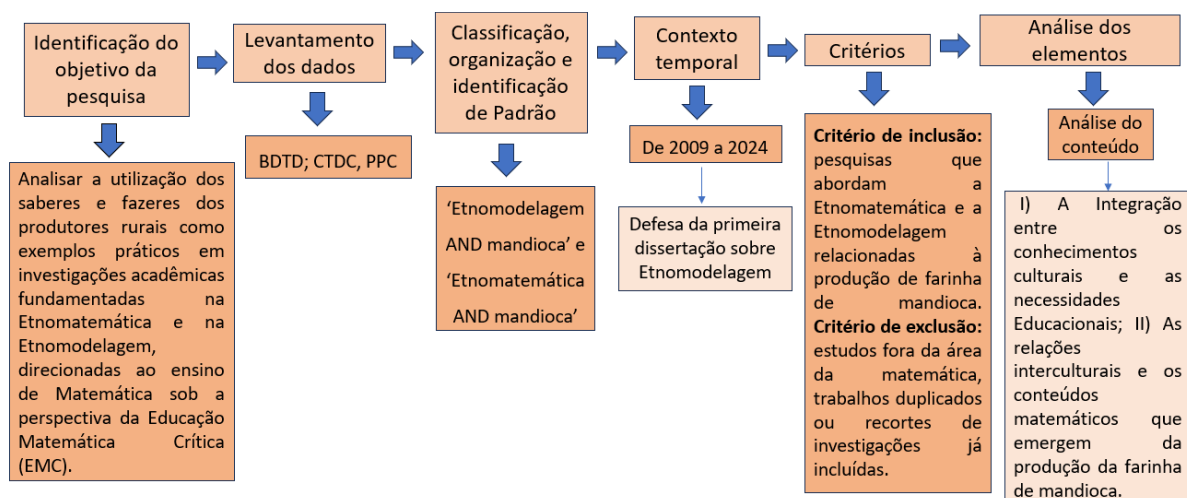 Identificação do
objetivo da
pesquisa
Levantamento
dos dados
Classificação,
organização e
identificação
de Padrão
Contexto
temporal
Critérios
Análise dos
elementos
Analisar a utilização dos
saberes e fazeres dos
produtores rurais como
exemplos práticos em
investigações acadêmicas
fundamentadas na
Etnomatemática e na
Etnomodelagem,
direcionadas ao ensino
de Matemática sob a
perspectiva da Educação
Matemática Crítica
(EMC).
BDTD; CTDC, PPC
‘Etnomodelagem
AND mandioca’ e
‘Etnomatemática
AND mandioca’
De 2009 a 2024
Defesa da primeira
dissertação sobre
Etnomodelagem
Critério de inclusão:
pesquisas que
abordam a
Etnomatemática e a
Etnomodelagem
relacionadas à
produção de farinha
de mandioca.
Critério de exclusão:
estudos fora da área
da matemática,
trabalhos duplicados
ou recortes de
investigações já
incluídas.
Análise do
conteúdo
I) A Integração
entre os
conhecimentos
culturais e as
necessidades
Educacionais; II) As
relações
interculturais e os
conteúdos
matemáticos que
emergem da
produção da farinha
de mandioca.